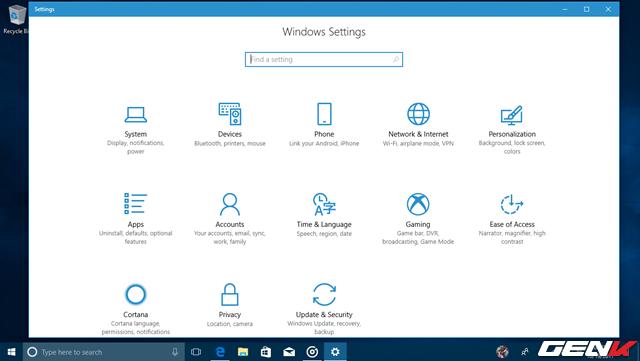 Settings
Recycle Bin
Windows Settings
Find a setting
System
Display, notifications,
power
Devices
Bluetooth, printers, mouse
Phone
Link your Android, iPhone
Network & Internet
Wi-Fi, airplane mode, VPN
Personalization
Background, lock screen,
colors
Apps
Uninstall, defaults, optional
features
Accounts
Your accounts, email, sync,
work, family
Time & Language
Speech, region, date
Gaming
Game bar, DVR,
broadcasting, Game Mode
Ease of Access
Narrator, magnifier, high
contrast
Cortana
Cortana language,
permissions, notifications
Privacy
Location, camera
Update & Security
Windows Update, recovery,
backup
Type here to search
GENK